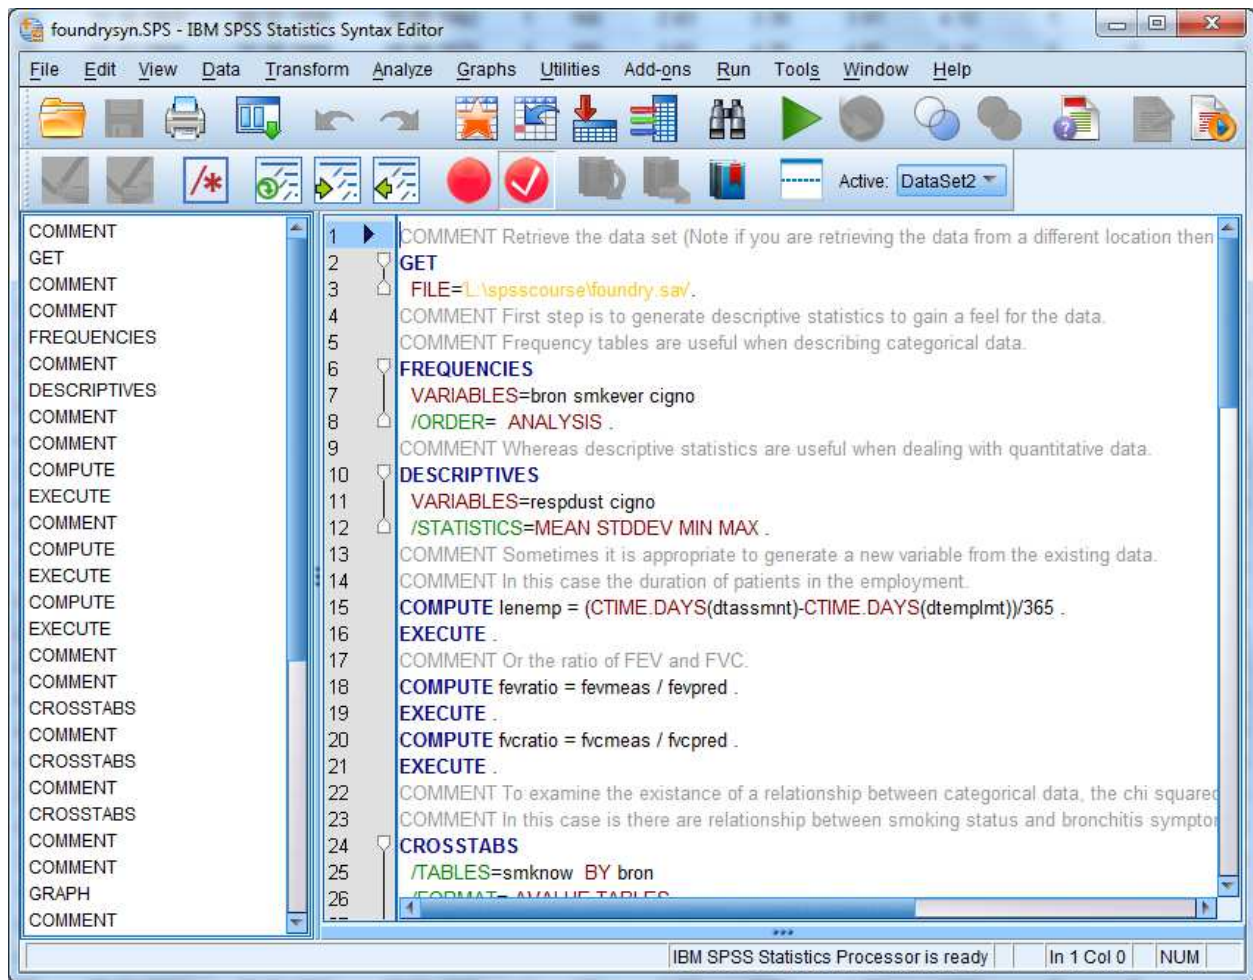 foundrysyn.SPS - IBM SPSS Statistics Syntax Editor
File Edit View Data Transform Analyze Graphs Utilities Add-ons Run Tools Window Help
/*
Active: DataSet2
COMMENT
GET
COMMENT
COMMENT
FREQUENCIES
COMMENT
DESCRIPTIVES
COMMENT
COMMENT
COMPUTE
EXECUTE
COMMENT
COMPUTE
EXECUTE
COMPUTE
EXECUTE
COMMENT
COMMENT
CROSSTABS
COMMENT
CROSSTABS
COMMENT
CROSSTABS
COMMENT
COMMENT
GRAPH
COMMENT
1 COMMENT Retrieve the data set (Note if you are retrieving the data from a different location then
2 GET
3 FILE='L:\spsscourse\foundry.sav'.
4 COMMENT First step is to generate descriptive statistics to gain a feel for the data.
5 COMMENT Frequency tables are useful when describing categorical data.
6 FREQUENCIES
7 VARIABLES=bron smkever cigno
8 /ORDER= ANALYSIS .
9 COMMENT Whereas descriptive statistics are useful when dealing with quantitative data.
10 DESCRIPTIVES
11 VARIABLES=respdust cigno
12 /STATISTICS=MEAN STDDEV MIN MAX .
13 COMMENT Sometimes it is appropriate to generate a new variable from the existing data.
14 COMMENT In this case the duration of patients in the employment.
15 COMPUTE lenemp = (CTIME.DAYS(dtassmnt)-CTIME.DAYS(dtemplmt))/365 .
16 EXECUTE .
17 COMMENT Or the ratio of FEV and FVC.
18 COMPUTE fevratio = fevmeas / fevpred .
19 EXECUTE .
20 COMPUTE fvcratio = fvcmeas / fvcpred .
21 EXECUTE .
22 COMMENT To examine the existance of a relationship between categorical data, the chi squared
23 COMMENT In this case is there are relationship between smoking status and bronchitis symptor
24 CROSSTABS
25 /TABLES=smknow BY bron
26 /FORMAT= AVALUE TABLES
IBM SPSS Statistics Processor is ready In 1 Col 0 NUM